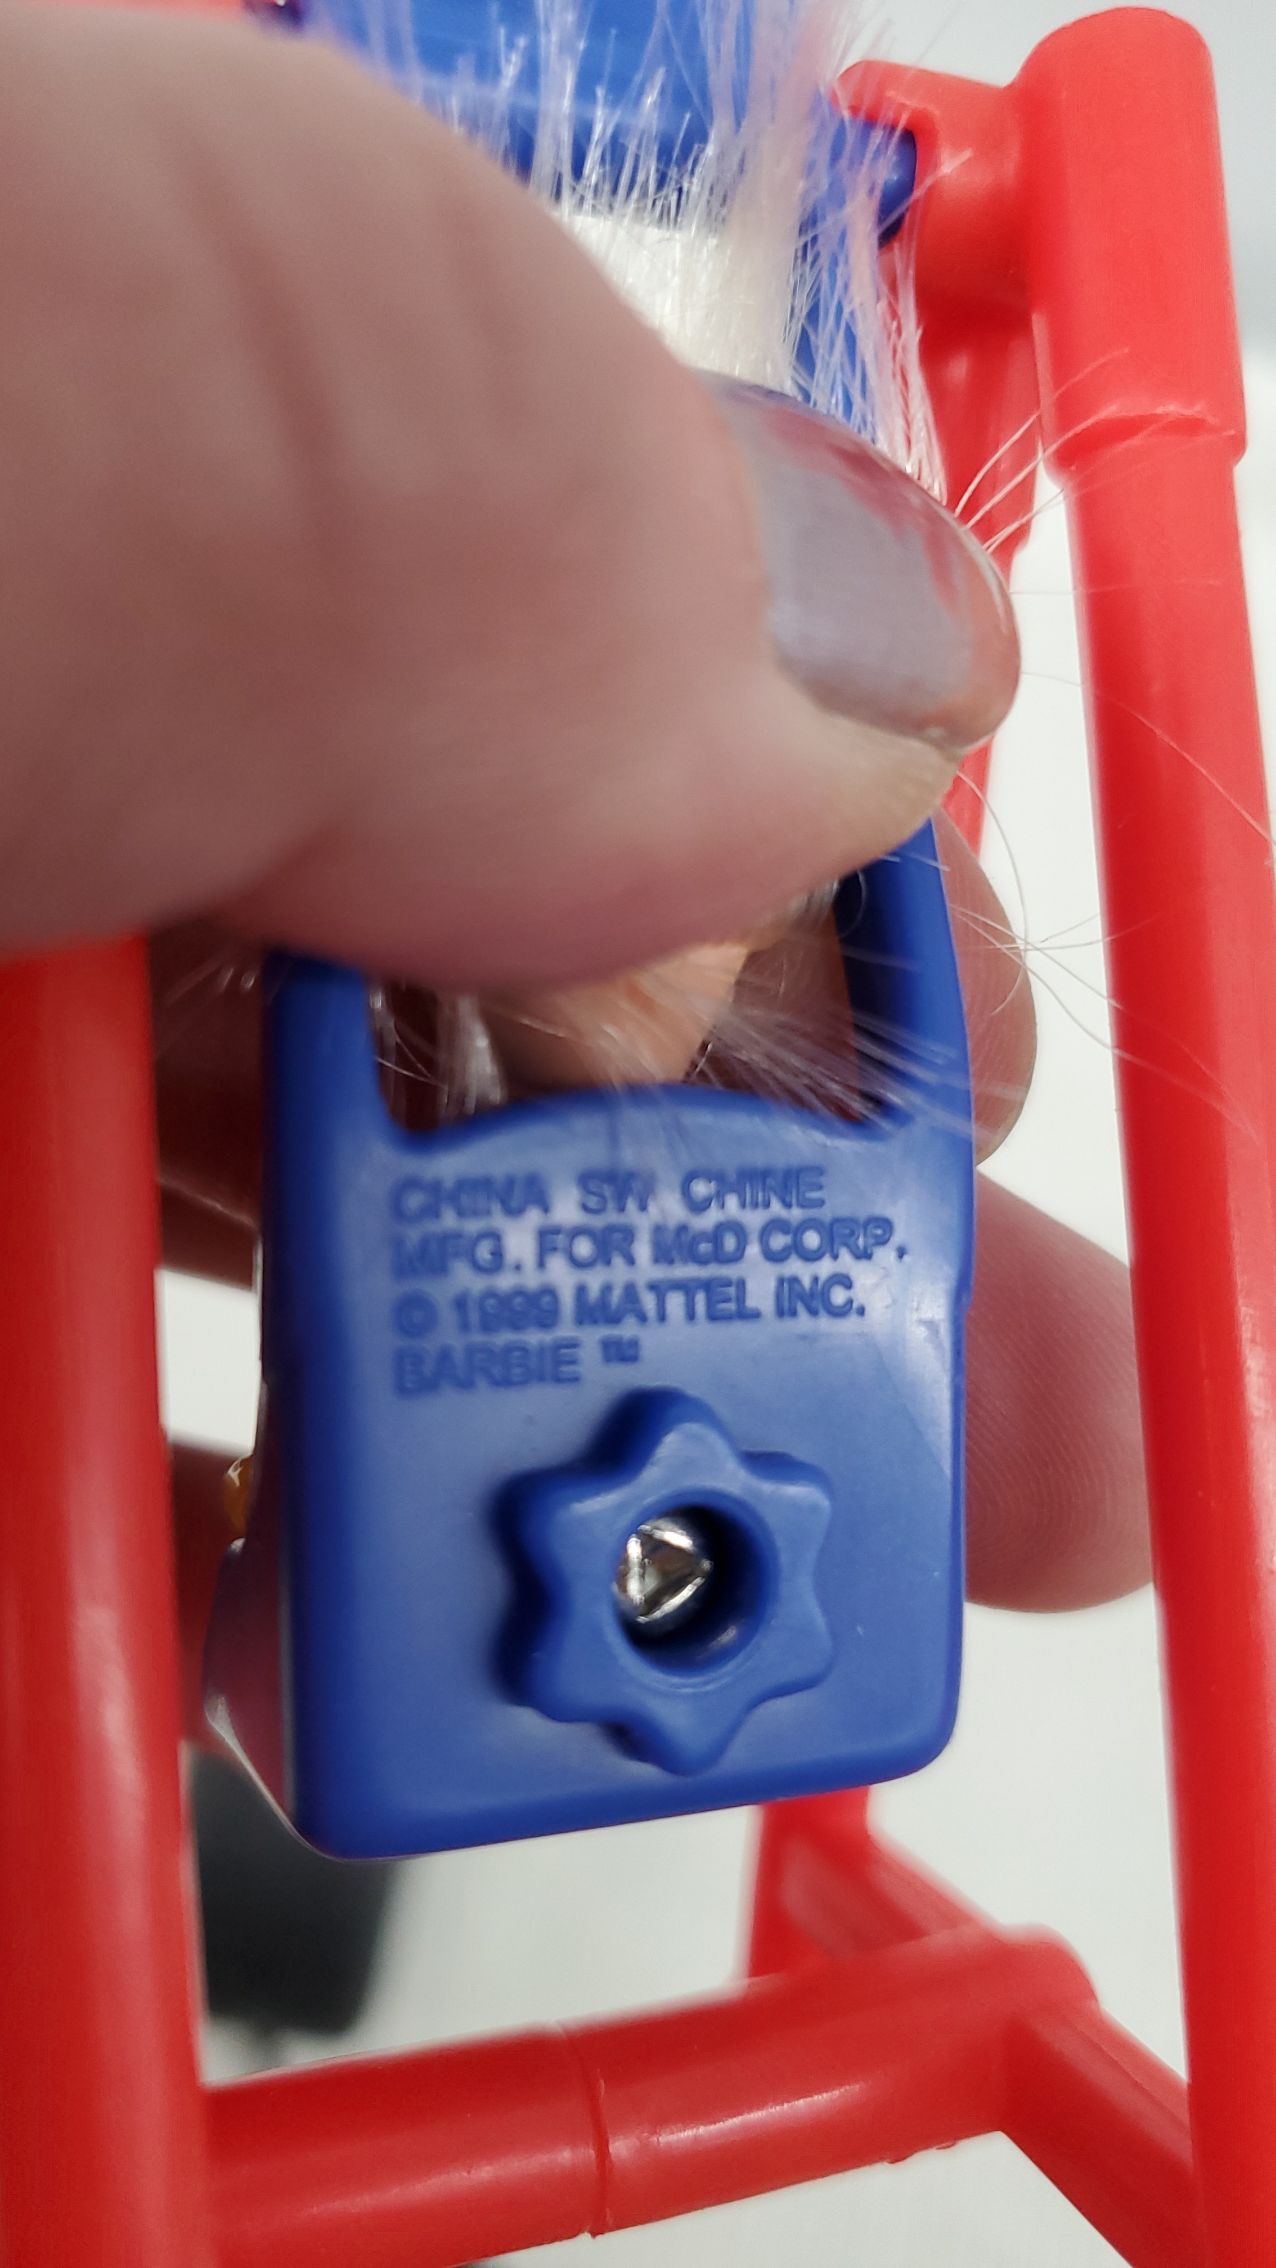 CHINA SW CHINE
MFG. FOR McD CORP.
© 1999 MATTEL INC.
BARBIE ™